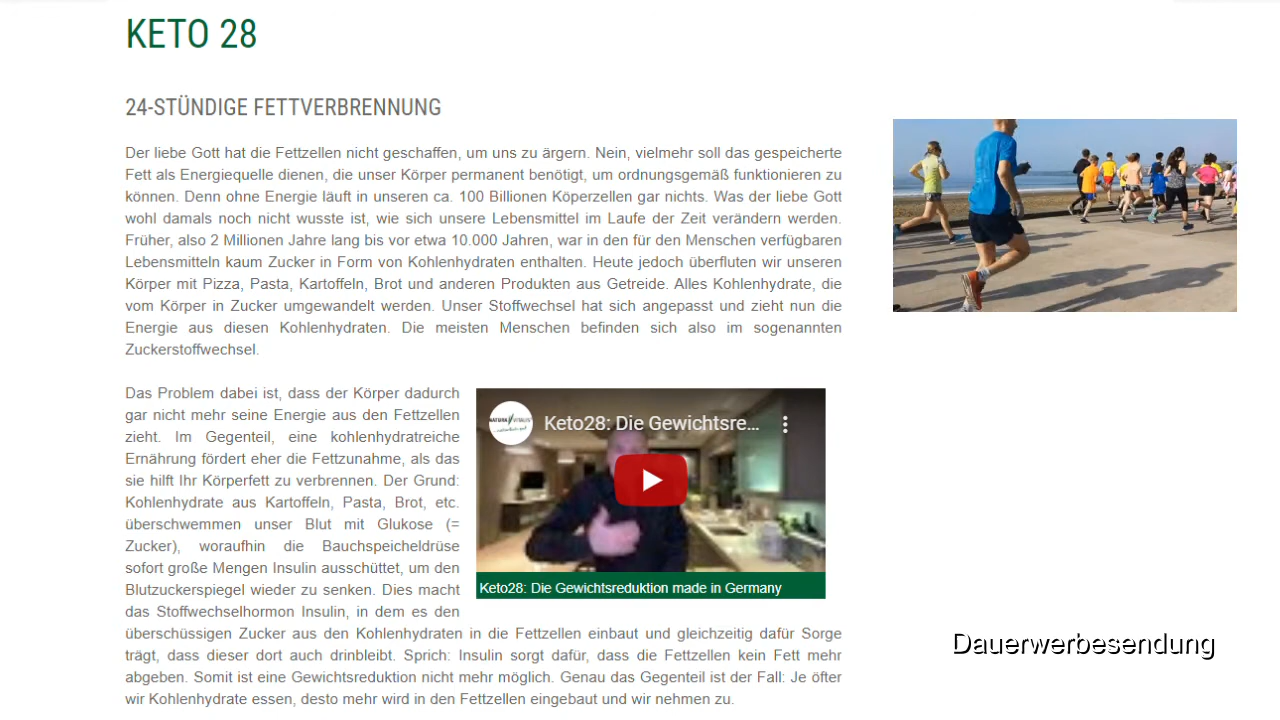 KETO 28
24-STÜNDIGE FETTVERBRENNUNG
Der liebe Gott hat die Fettzellen nicht geschaffen, um uns zu ärgern. Nein, vielmehr soll das gespeicherte
Fett als Energiequelle dienen, die unser Körper permanent benötigt, um ordnungsgemäß funktionieren zu
können. Denn ohne Energie läuft in unseren ca. 100 Billionen Köperzellen gar nichts. Was der liebe Gott
wohl damals noch nicht wusste ist, wie sich unsere Lebensmittel im Laufe der Zeit verändern werden.
Früher, also 2 Millionen Jahre lang bis vor etwa 10.000 Jahren, war in den für den Menschen verfügbaren
Lebensmitteln kaum Zucker in Form von Kohlenhydraten enthalten. Heute jedoch überfluten wir unseren
Körper mit Pizza, Pasta, Kartoffeln, Brot und anderen Produkten aus Getreide. Alles Kohlenhydrate, die
vom Körper in Zucker umgewandelt werden. Unser Stoffwechsel hat sich angepasst und zieht nun die
Energie aus diesen Kohlenhydraten. Die meisten Menschen befinden sich also im sogenannten
Zuckerstoffwechsel.
Das Problem dabei ist, dass der Körper dadurch
gar nicht mehr seine Energie aus den Fettzellen
zieht. Im Gegenteil, eine kohlenhydratreiche
Ernährung fördert eher die Fettzunahme, als das
sie hilft Ihr Körperfett zu verbrennen. Der Grund:
Kohlenhydrate aus Kartoffeln, Pasta, Brot, etc.
überschwemmen unser Blut mit Glukose (=
Zucker), woraufhin die Bauchspeicheldrüse
sofort große Mengen Insulin ausschüttet, um den
Blutzuckerspiegel wieder zu senken. Dies macht
das Stoffwechselhormon Insulin, in dem es den
überschüssigen Zucker aus den Kohlenhydraten in die Fettzellen einbaut und gleichzeitig dafür Sorge
trägt, dass dieser dort auch drinbleibt. Sprich: Insulin sorgt dafür, dass die Fettzellen kein Fett mehr
abgeben. Somit ist eine Gewichtsreduktion nicht mehr möglich. Genau das Gegenteil ist der Fall: Je öfter
wir Kohlenhydrate essen, desto mehr wird in den Fettzellen eingebaut und wir nehmen zu.
Keto28: Die Gewichtsre...
Keto28: Die Gewichtsreduktion made in Germany
Dauerwerbesendung